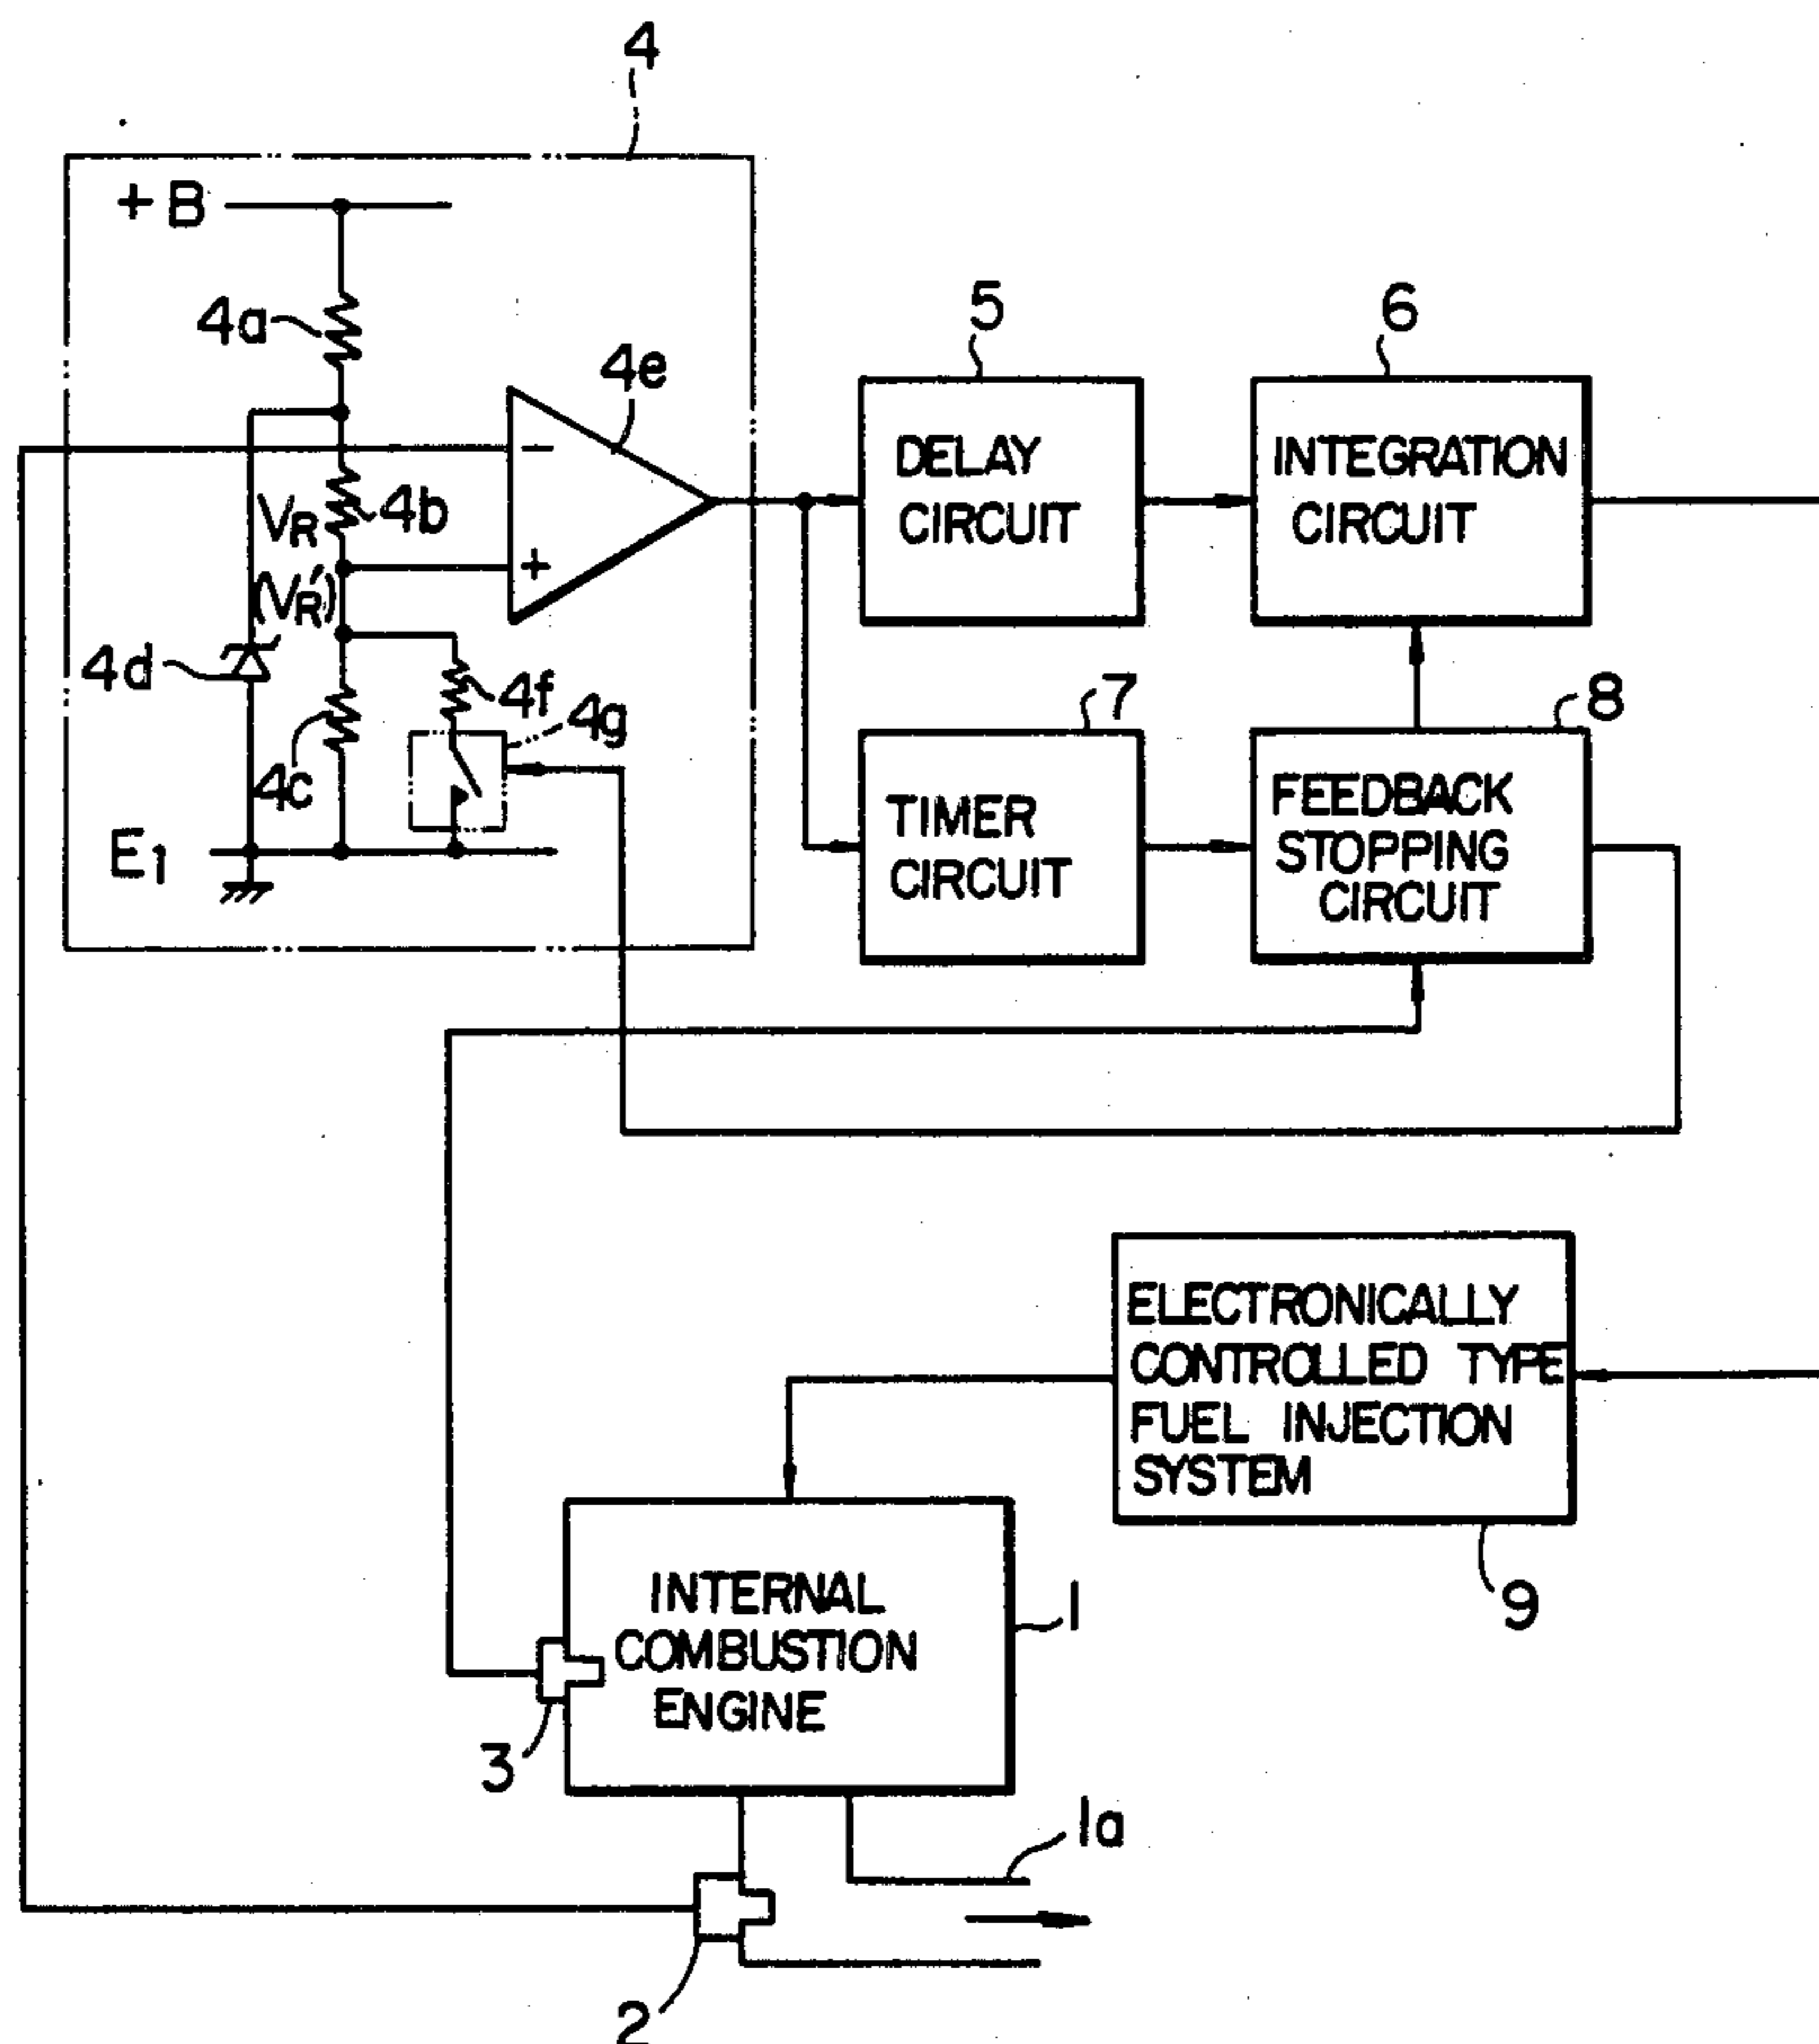 4
+B
4a
4e
5
6
DELAY
CIRCUIT
INTEGRATION
CIRCUIT
−
VR
4b
(VR')
+
4d
4f
4g
4c
7
8
TIMER
CIRCUIT
FEEDBACK
STOPPING
CIRCUIT
E1
ELECTRONICALLY
CONTROLLED TYPE
FUEL INJECTION
SYSTEM
9
INTERNAL
COMBUSTION
ENGINE
1
3
1a
2